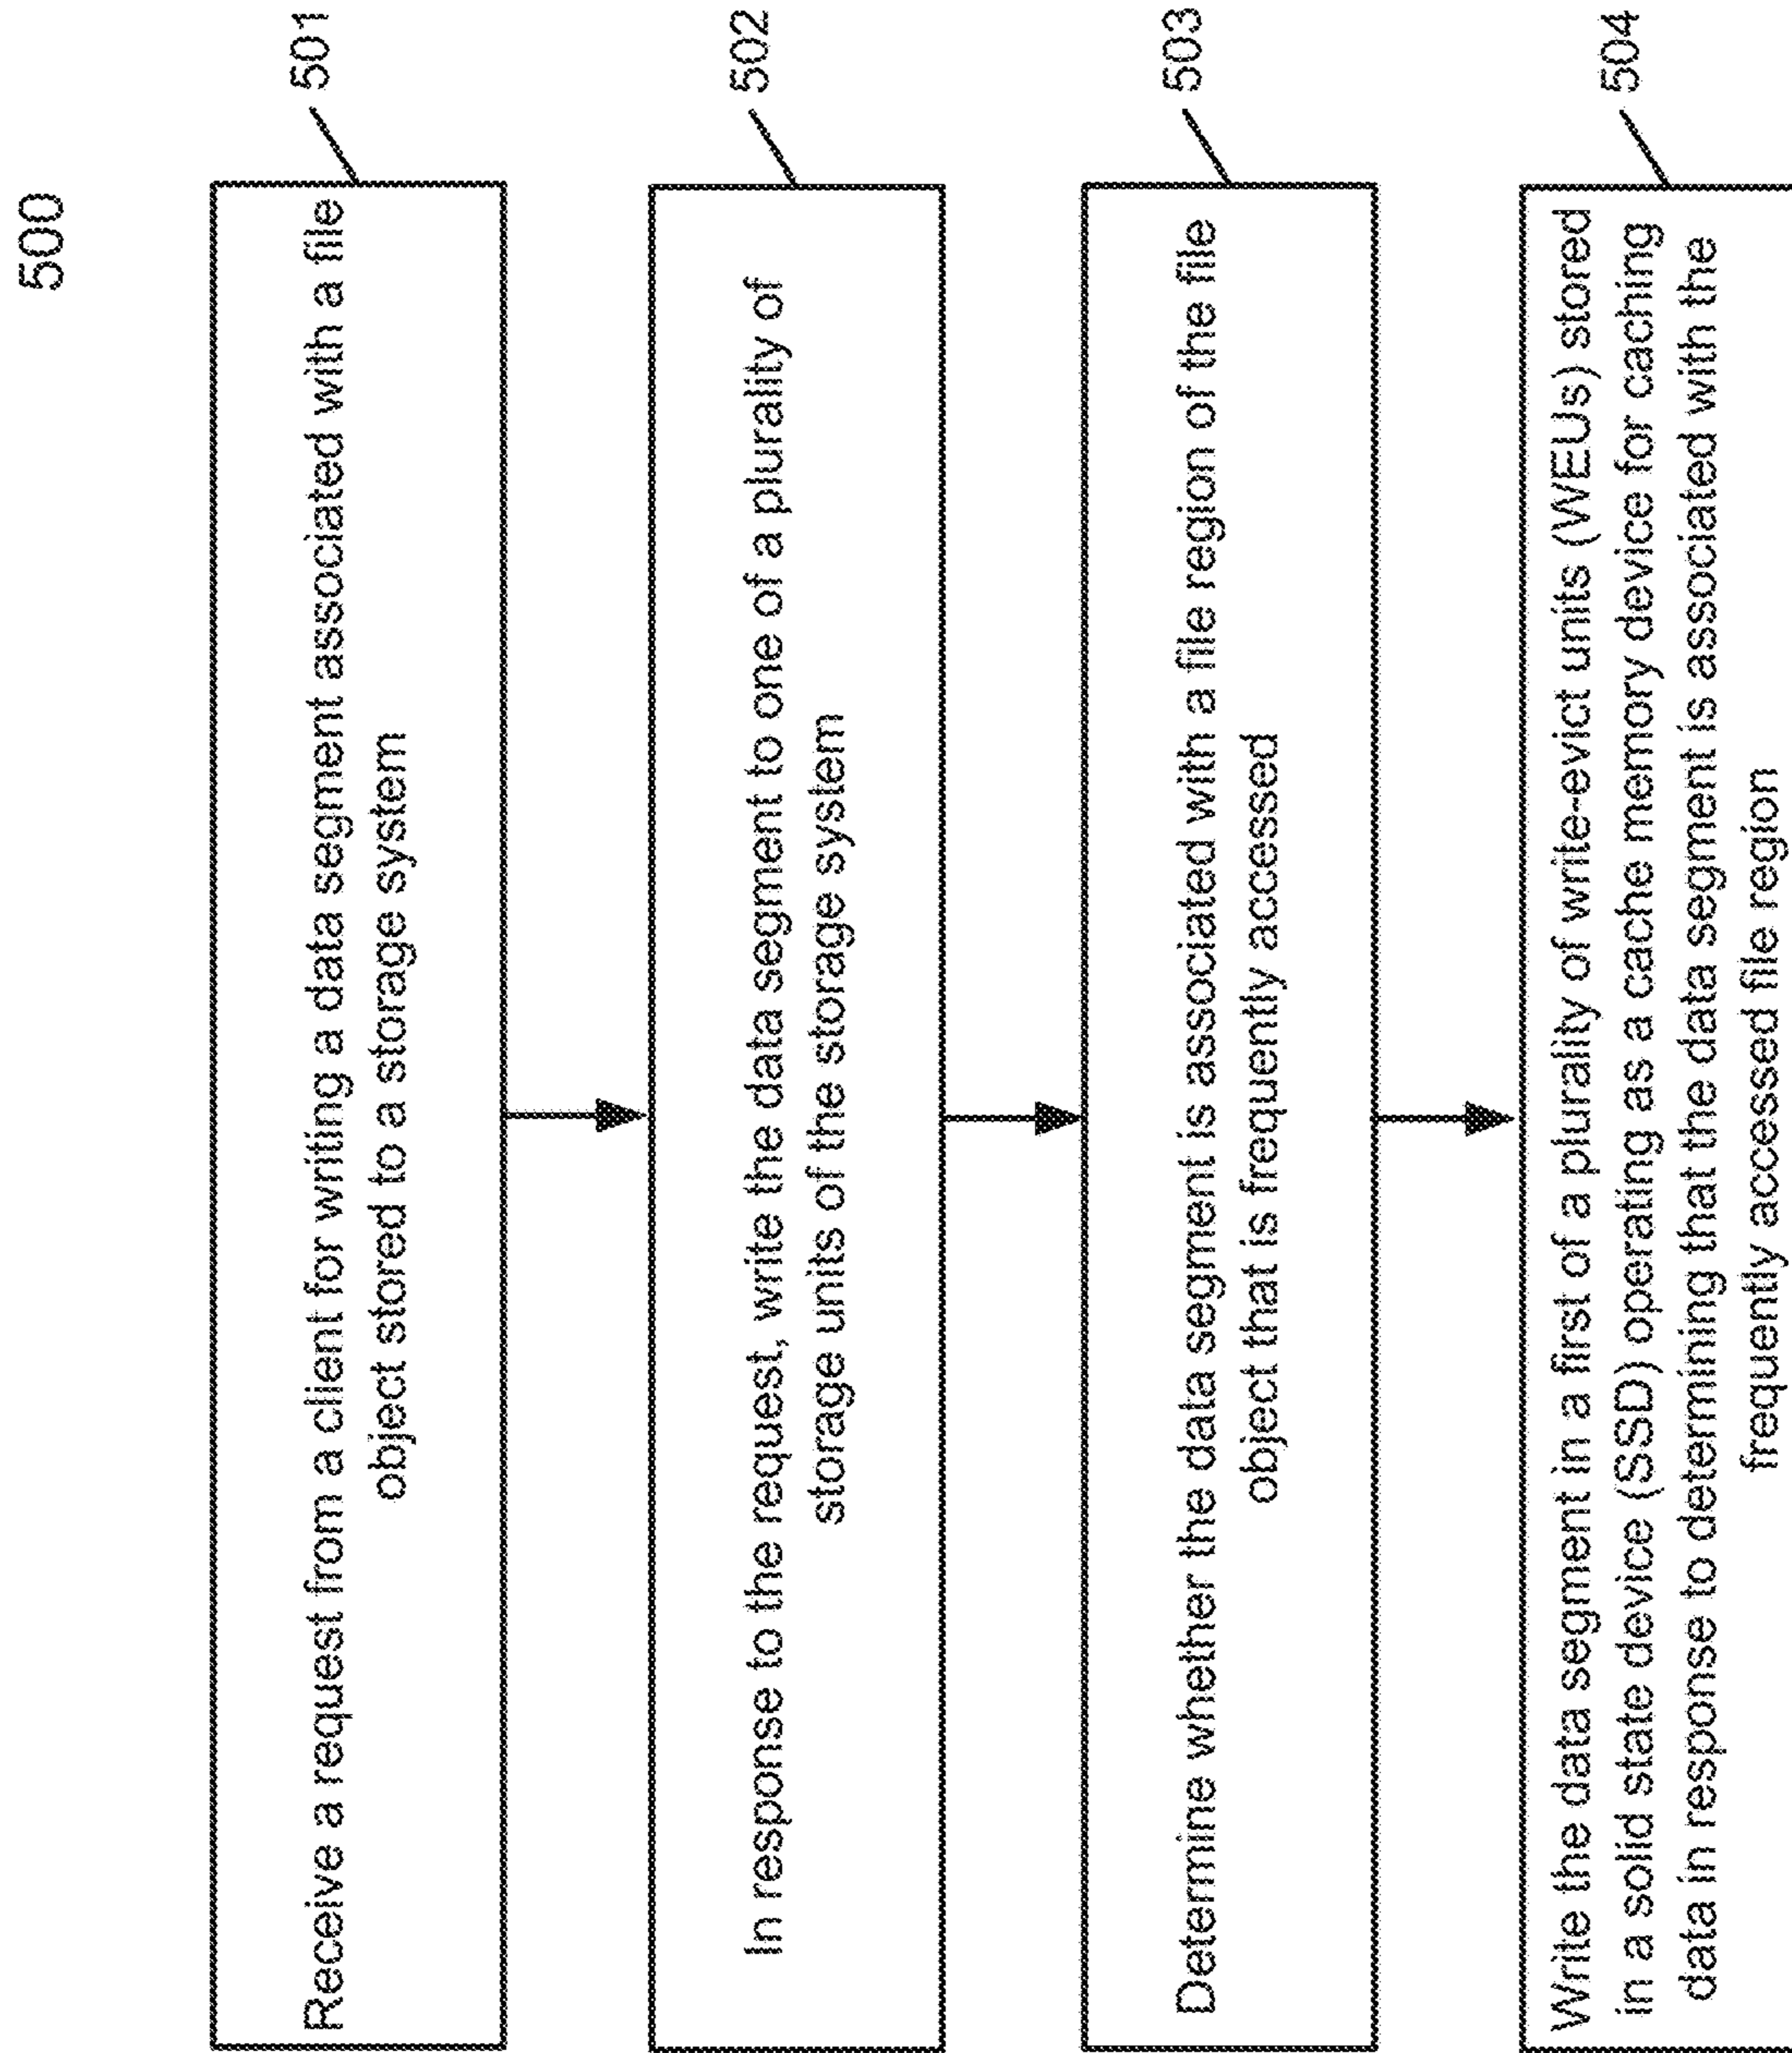 500
Receive a request from a client for writing a data segment associated with a file
object stored to a storage system
501
In response to the request, write the data segment to one of a plurality of
storage units of the storage system
502
Determine whether the data segment is associated with a file region of the file
object that is frequently accessed
503
Write the data segment in a first of a plurality of write-evict units (WEUs) stored
in a solid state device (SSD) operating as a cache memory device for caching
data in response to determining that the data segment is associated with the
frequently accessed file region
504